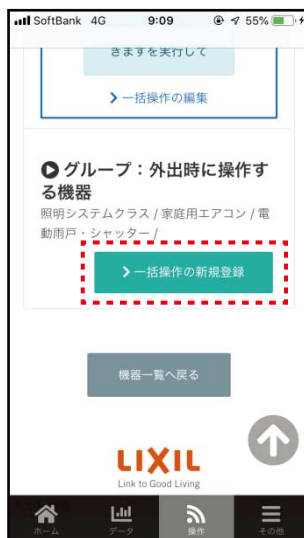 SoftBank 4G 9:09 55%
きますを実行して
一括操作の編集
グループ：外出時に操作す
る機器
照明システムクラス / 家庭用エアコン / 電
動雨戸・シャッター /
一括操作の新規登録
機器一覧へ戻る
LIXIL
Link to Good Living
ホーム データ 操作 その他